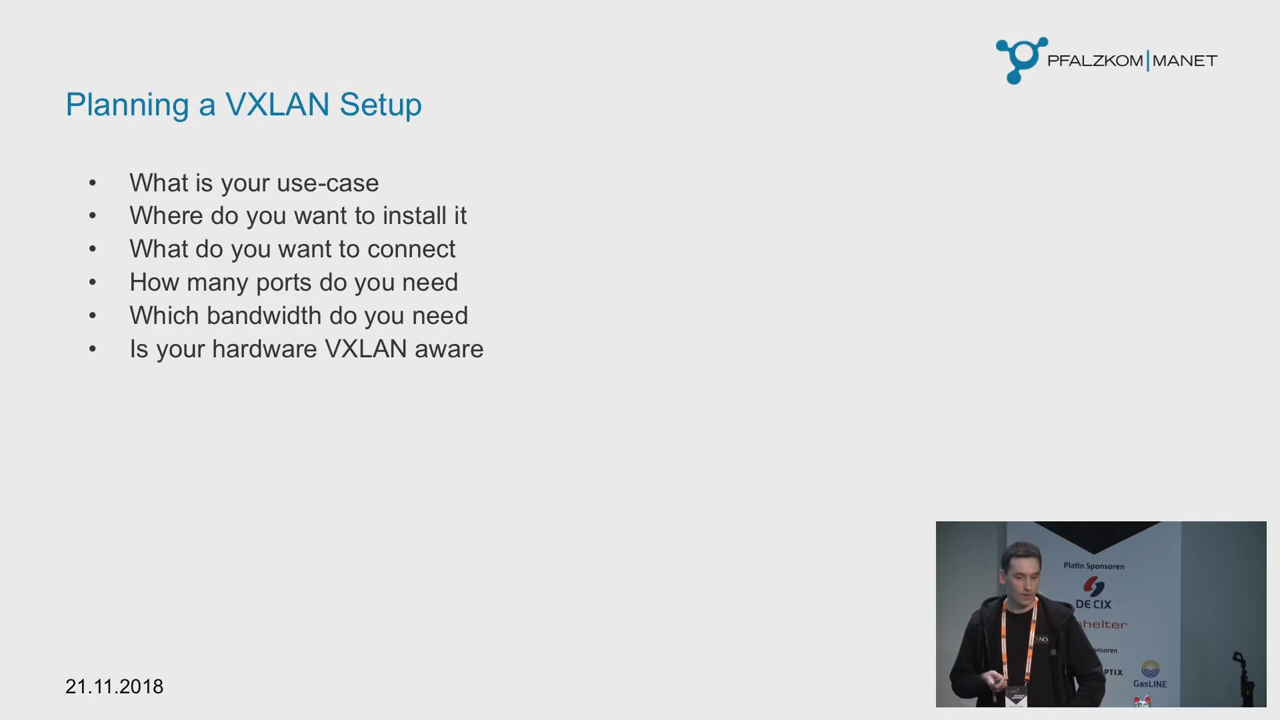 PFALZKOM|MANET
Planning a VXLAN Setup
• What is your use-case
• Where do you want to install it
• What do you want to connect
• How many ports do you need
• Which bandwidth do you need
• Is your hardware VXLAN aware
Platin Sponsoren
DE CIX
shelter
GasLINE
21.11.2018